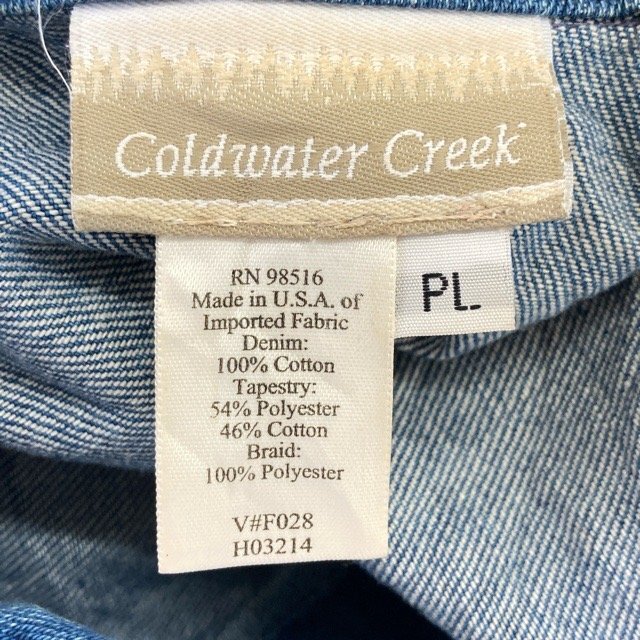 Coldwater Creek™
PL
RN 98516
Made in U.S.A. of
Imported Fabric
Denim:
100% Cotton
Tapestry:
54% Polyester
46% Cotton
Braid:
100% Polyester
V#F028
H03214